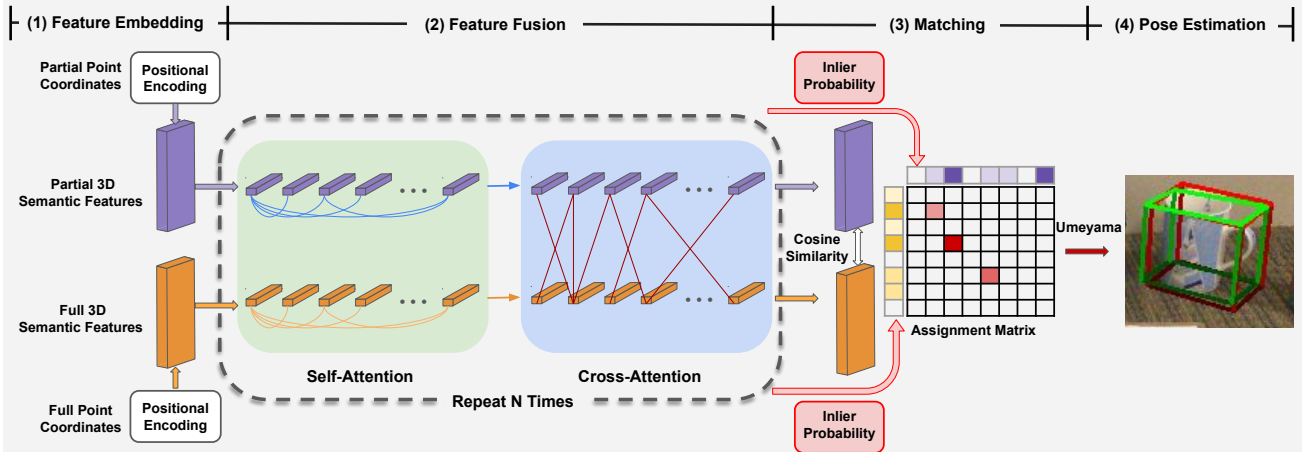 (1) Feature Embedding
(2) Feature Fusion
(3) Matching
(4) Pose Estimation
Partial Point
Coordinates
Positional
Encoding
Inlier
Probability
Partial 3D
Semantic Features
Cosine
Similarity
Umeyama
Full 3D
Semantic Features
Assignment Matrix
Self-Attention
Cross-Attention
Repeat N Times
Full Point
Coordinates
Positional
Encoding
Inlier
Probability